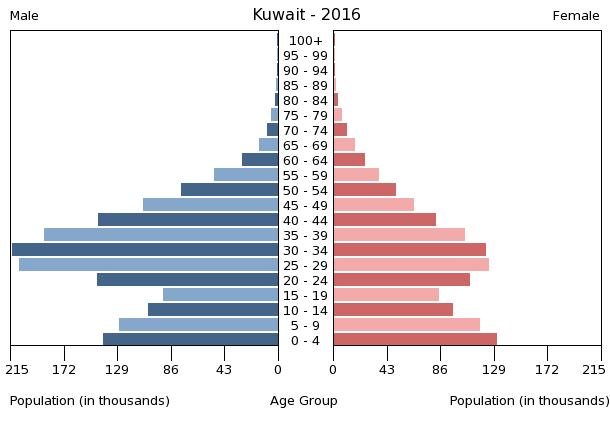 Male Kuwait - 2016 Female
100+
95 - 99
90 - 94
85 - 89
80 - 84
75 - 79
70 - 74
65 - 69
60 - 64
55 - 59
50 - 54
45 - 49
40 - 44
35 - 39
30 - 34
25 - 29
20 - 24
15 - 19
10 - 14
5 - 9
0 - 4
215 172 129 86 43 0 0 43 86 129 172 215
Population (in thousands) Age Group Population (in thousands)